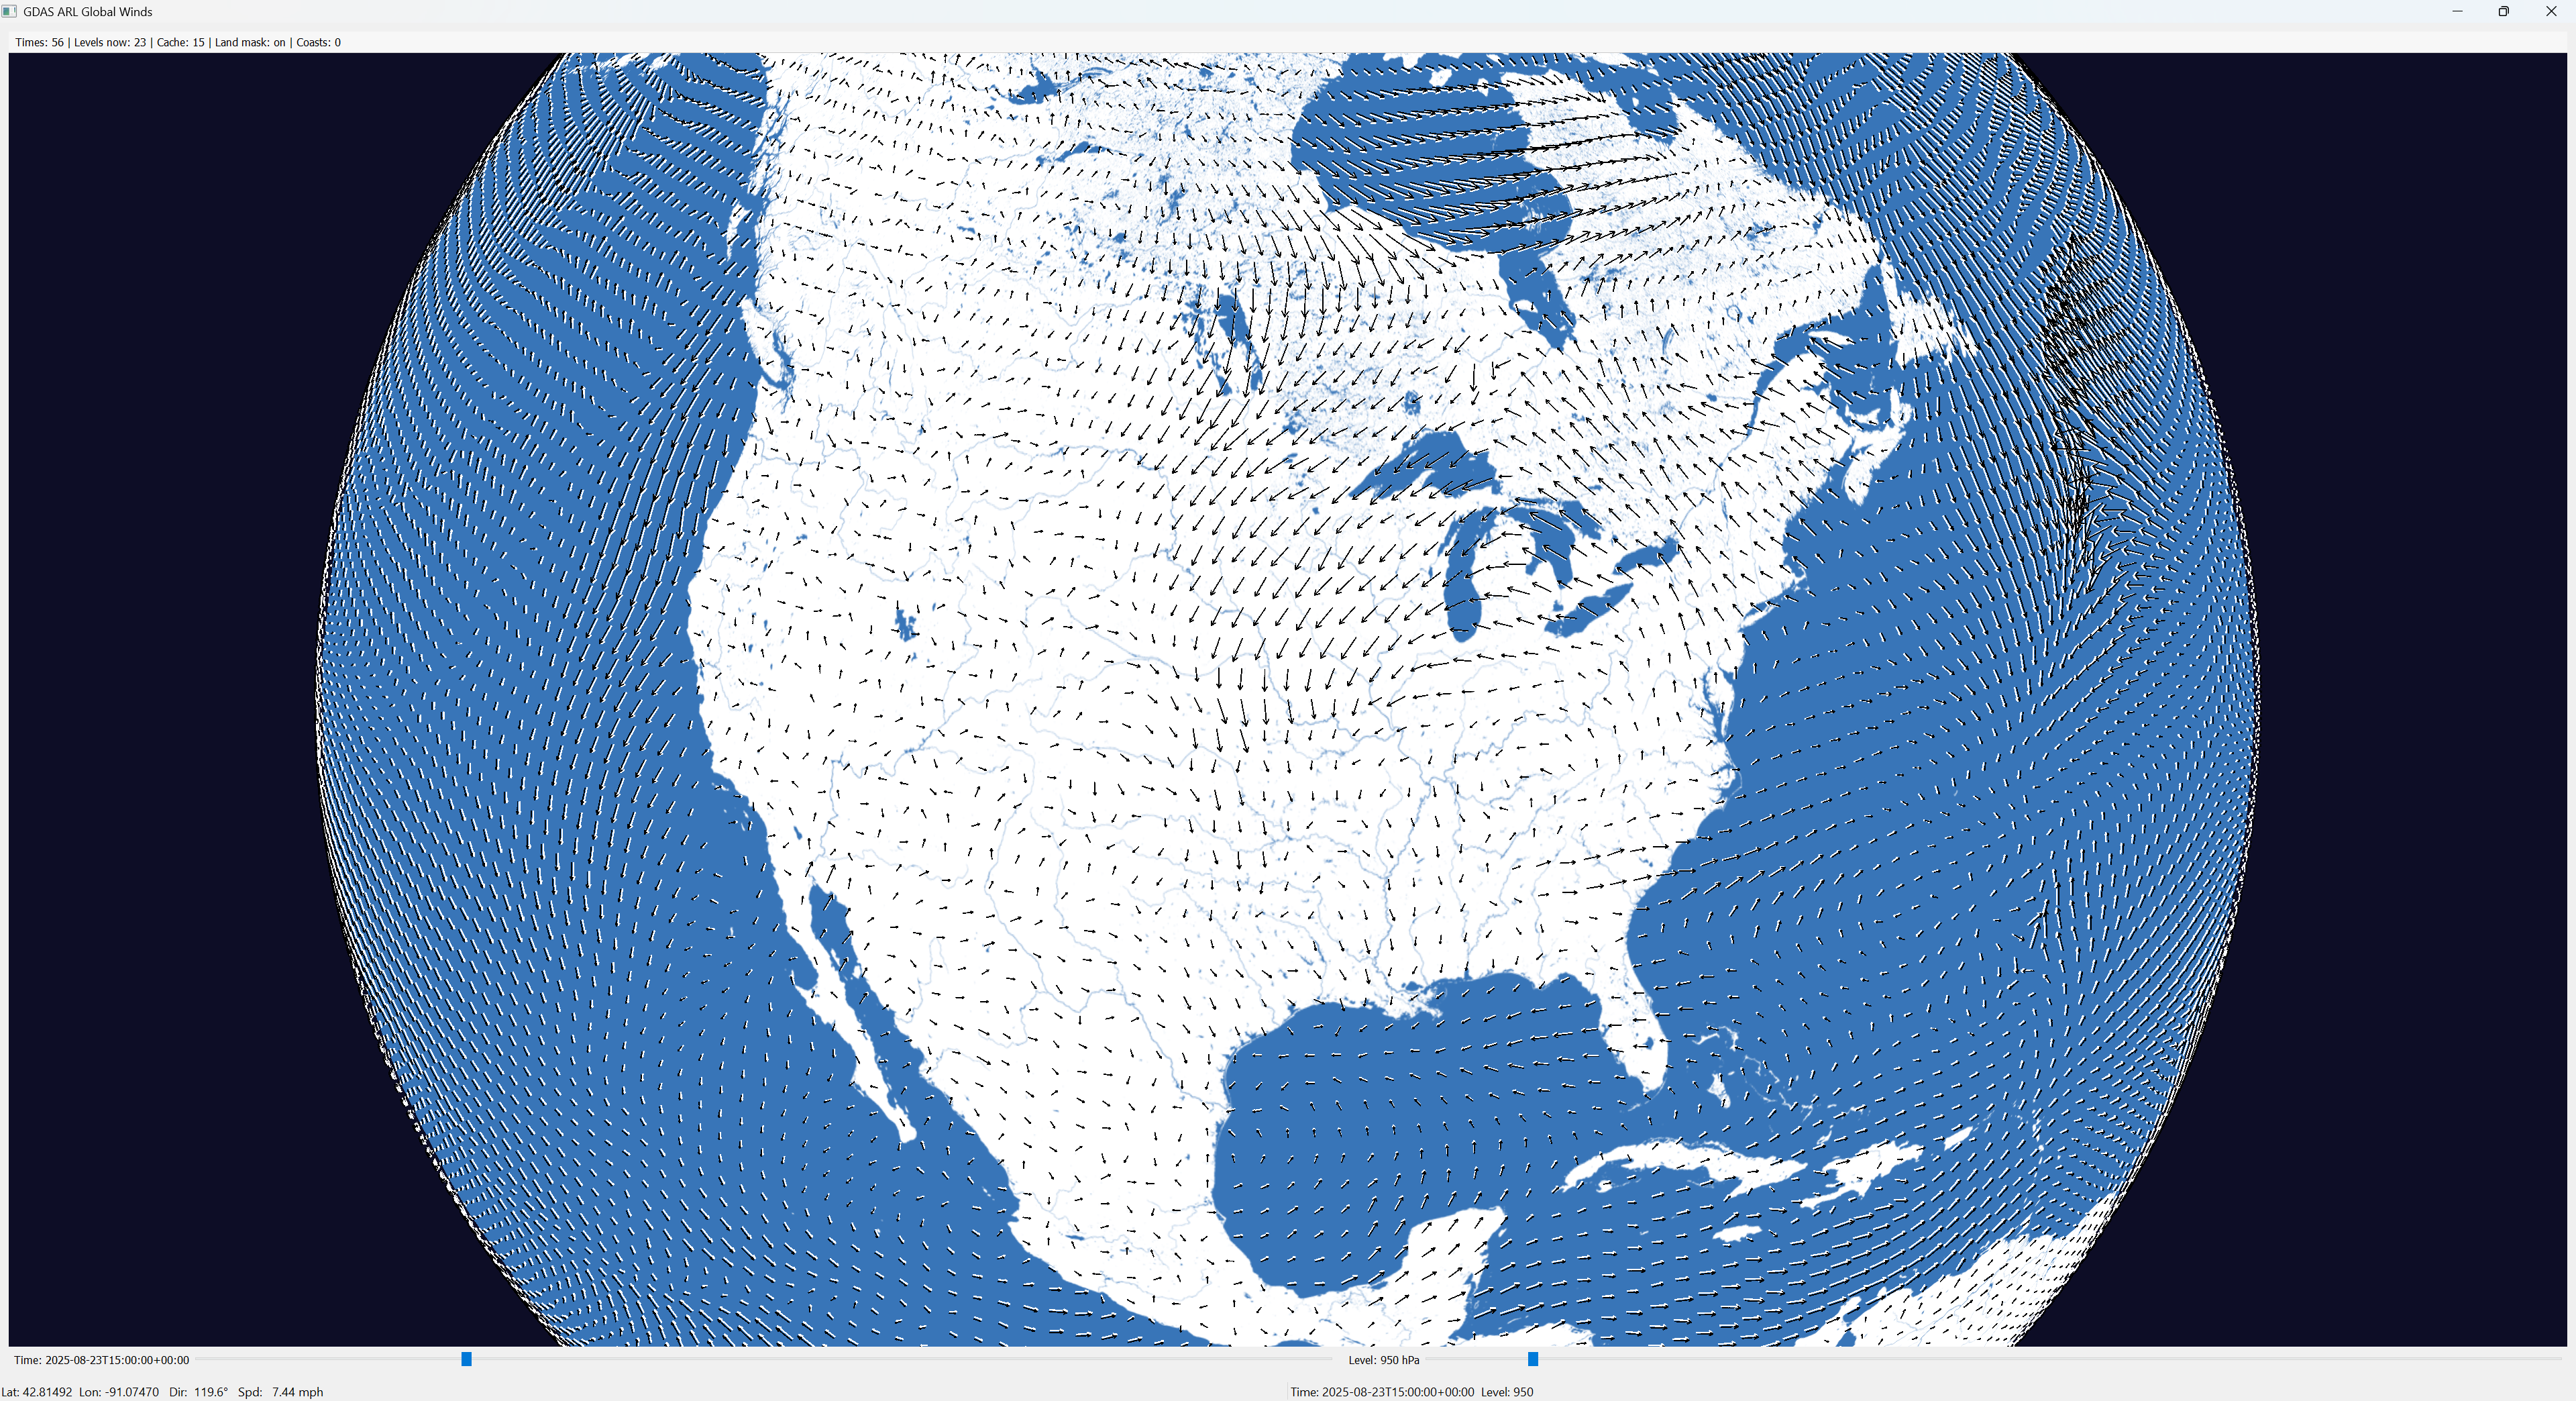 GDAS ARL Global Winds
Times: 56 | Levels now: 23 | Cache: 15 | Land mask: on | Coasts: 0
Time: 2025-08-23T15:00:00+00:00 Level: 950 hPa
Lat: 42.81492 Lon: -91.07470 Dir: 119.6° Spd: 7.44 mph Time: 2025-08-23T15:00:00+00:00 Level: 950